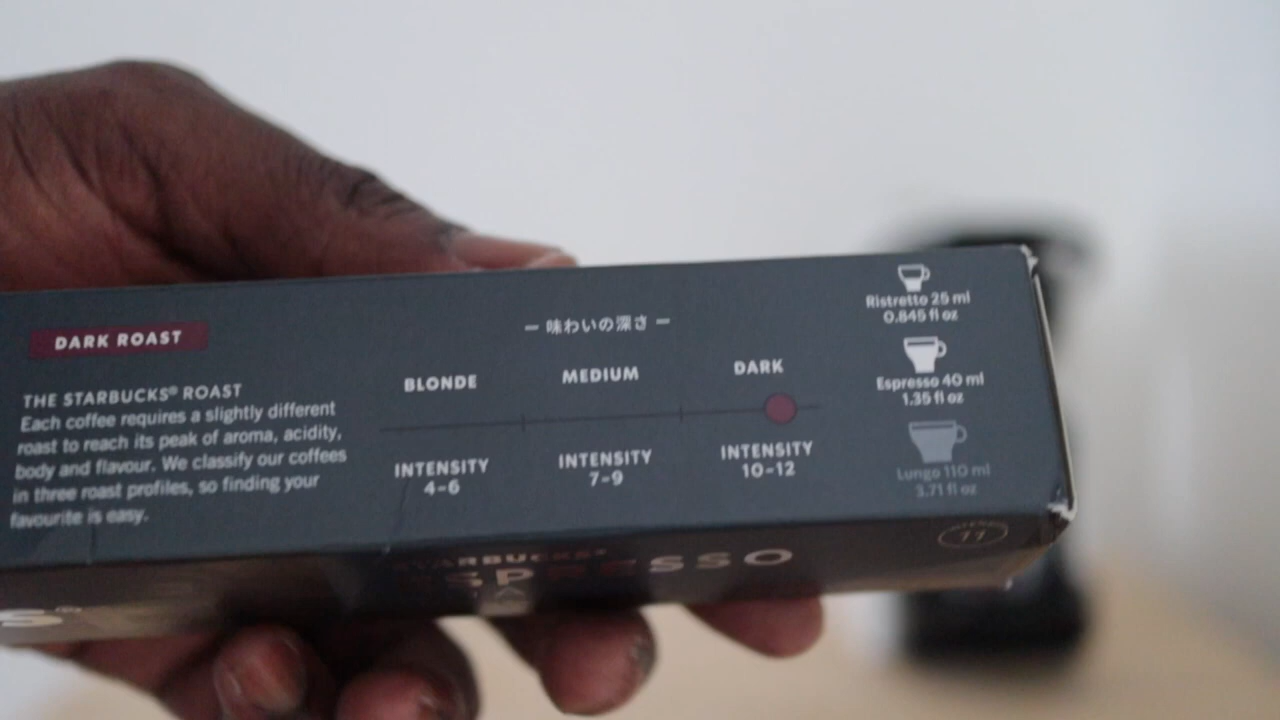 DARK ROAST
THE STARBUCKS® ROAST
Each coffee requires a slightly different
roast to reach its peak of aroma, acidity,
body and flavour. We classify our coffees
in three roast profiles, so finding your
favourite is easy.
— 味わいの深さ —
BLONDE
MEDIUM
DARK
INTENSITY
4-6
INTENSITY
7-9
INTENSITY
10-12
Ristretto 25 ml
0.845 fl oz
Espresso 40 ml
1.35 fl oz
Lungo 110 ml
3.71 fl oz
INTENSITY
11
STARBUCKS®
ESPRESSO
S®